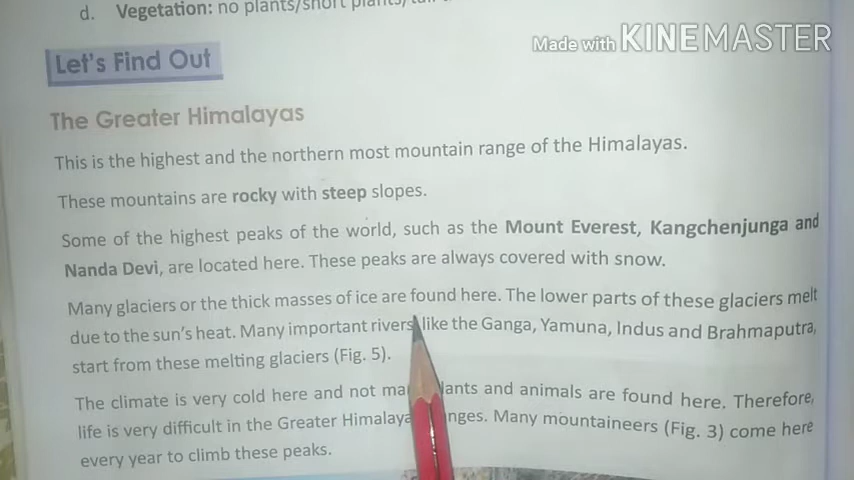 d. Vegetation: no plants/short plants/
Made with KINEMASTER
Let's Find Out
The Greater Himalayas
This is the highest and the northern most mountain range of the Himalayas.
These mountains are rocky with steep slopes.
Some of the highest peaks of the world, such as the Mount Everest, Kangchenjunga and
Nanda Devi, are located here. These peaks are always covered with snow.
Many glaciers or the thick masses of ice are found here. The lower parts of these glaciers melt
due to the sun's heat. Many important rivers like the Ganga, Yamuna, Indus and Brahmaputra,
start from these melting glaciers (Fig. 5).
The climate is very cold here and not and animals are found here. Therefore,
life is very difficult in the Greater Many mountaineers (Fig. 3) come here
every year to climb these peaks.